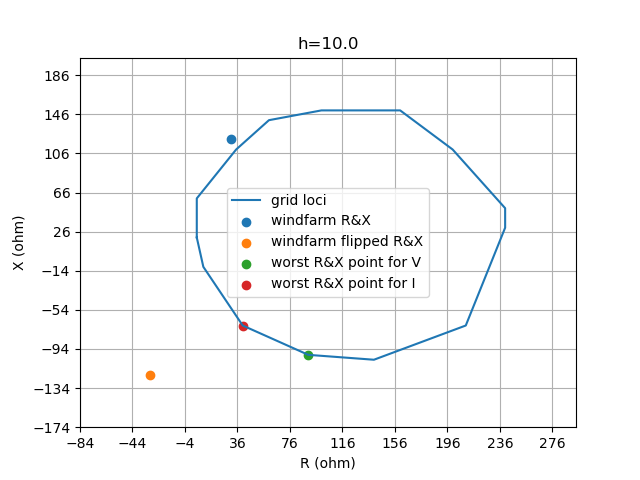 h=10.0
X (ohm)
186
146
106
66
26
−14
−54
−94
−134
−174
grid loci
windfarm R&X
windfarm flipped R&X
worst R&X point for V
worst R&X point for I
−84 −44 −4 36 76 116 156 196 236 276
R (ohm)